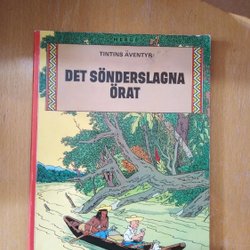 HERGÉ
TINTINS ÄVENTYR
DET SÖNDERSLAGNA
ÖRAT